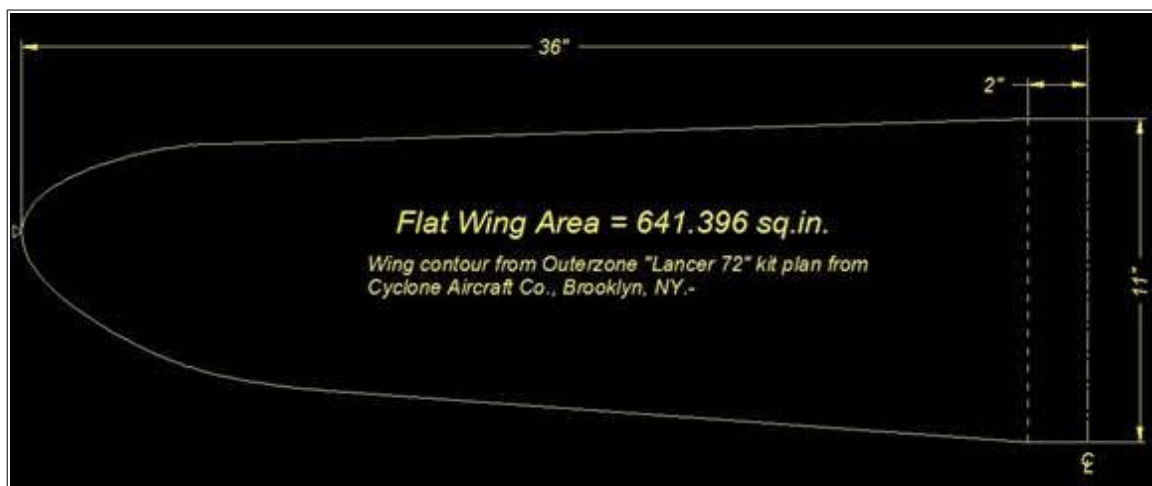 36"
2"
Flat Wing Area = 641.396 sq.in.
Wing contour from Outerzone "Lancer 72" kit plan from
Cyclone Aircraft Co., Brooklyn, NY.-
11"
℄